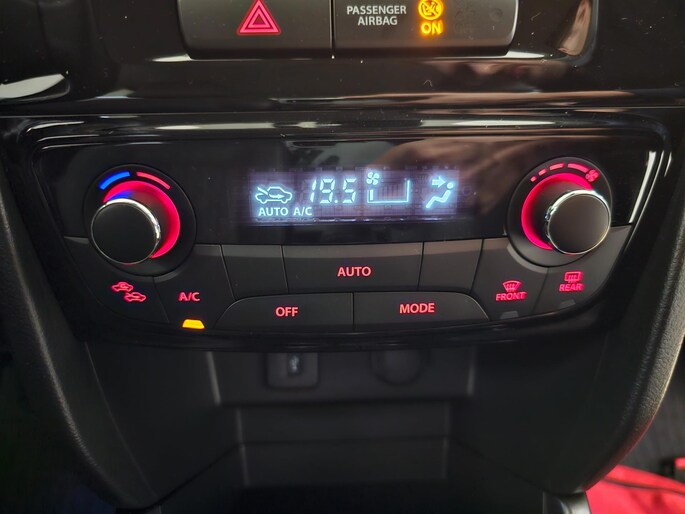 PASSENGER
AIRBAG
ON
19.5
AUTO A/C
AUTO
A/C
OFF
MODE
FRONT
REAR